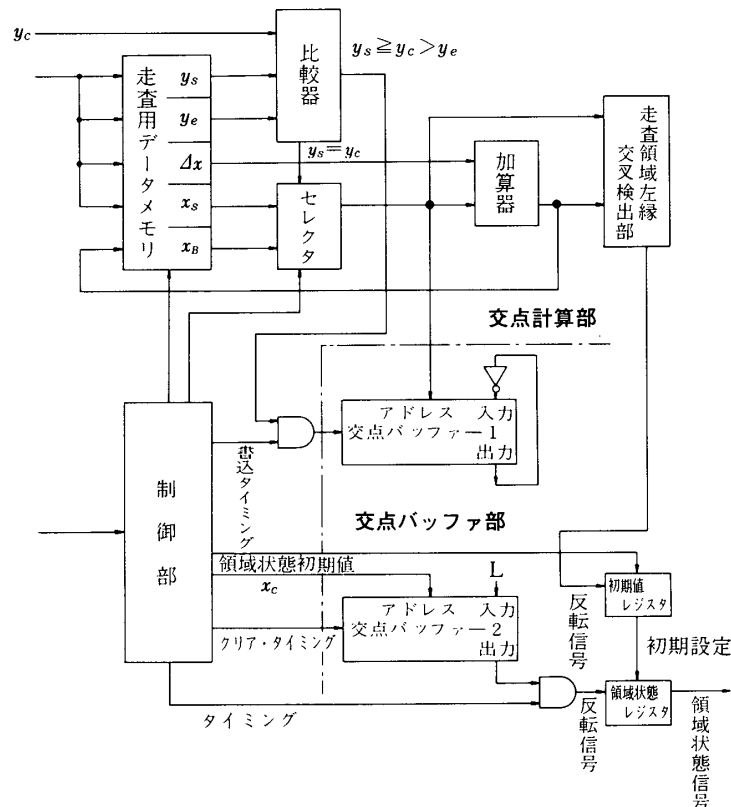 y_c
走査用データメモリ
y_s
y_e
Δx
x_s
x_B
比較器
y_s≧y_c>y_e
y_s=y_c
セレクタ
加算器
走査領域左縁
交叉検出部
交点計算部
アドレス 入力
交点バッファー1
出力
書込タイミング
制御部
交点バッファ部
領域状態初期値
x_c
L
アドレス 入力
交点バッファー2
出力
クリア・タイミング
タイミング
反転信号
初期値
レジスタ
初期設定
反転信号
領域状態
レジスタ
領域状態信号